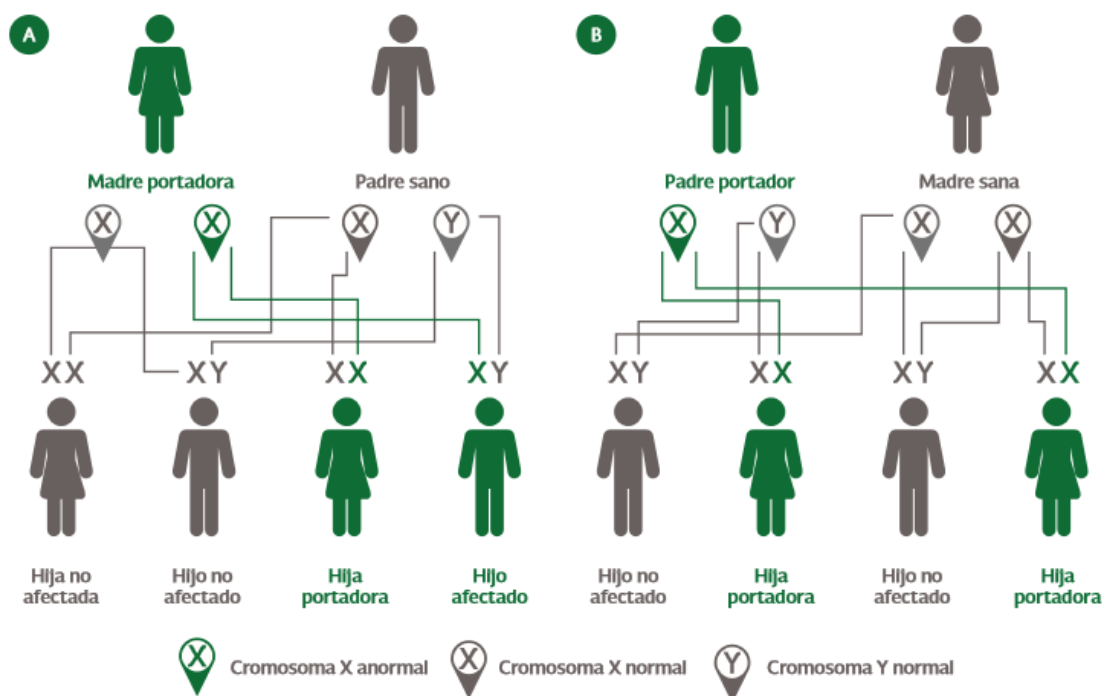 A
B
Madre portadora
Padre sano
Padre portador
Madre sana
X
X
X
Y
X
Y
X
X
XX
XY
XX
XY
XY
XX
XY
XX
Hija no
afectada
Hijo no
afectado
Hija
portadora
Hijo
afectado
Hijo no
afectado
Hija
portadora
Hijo no
afectado
Hija
portadora
X Cromosoma X anormal
X Cromosoma X normal
Y Cromosoma Y normal